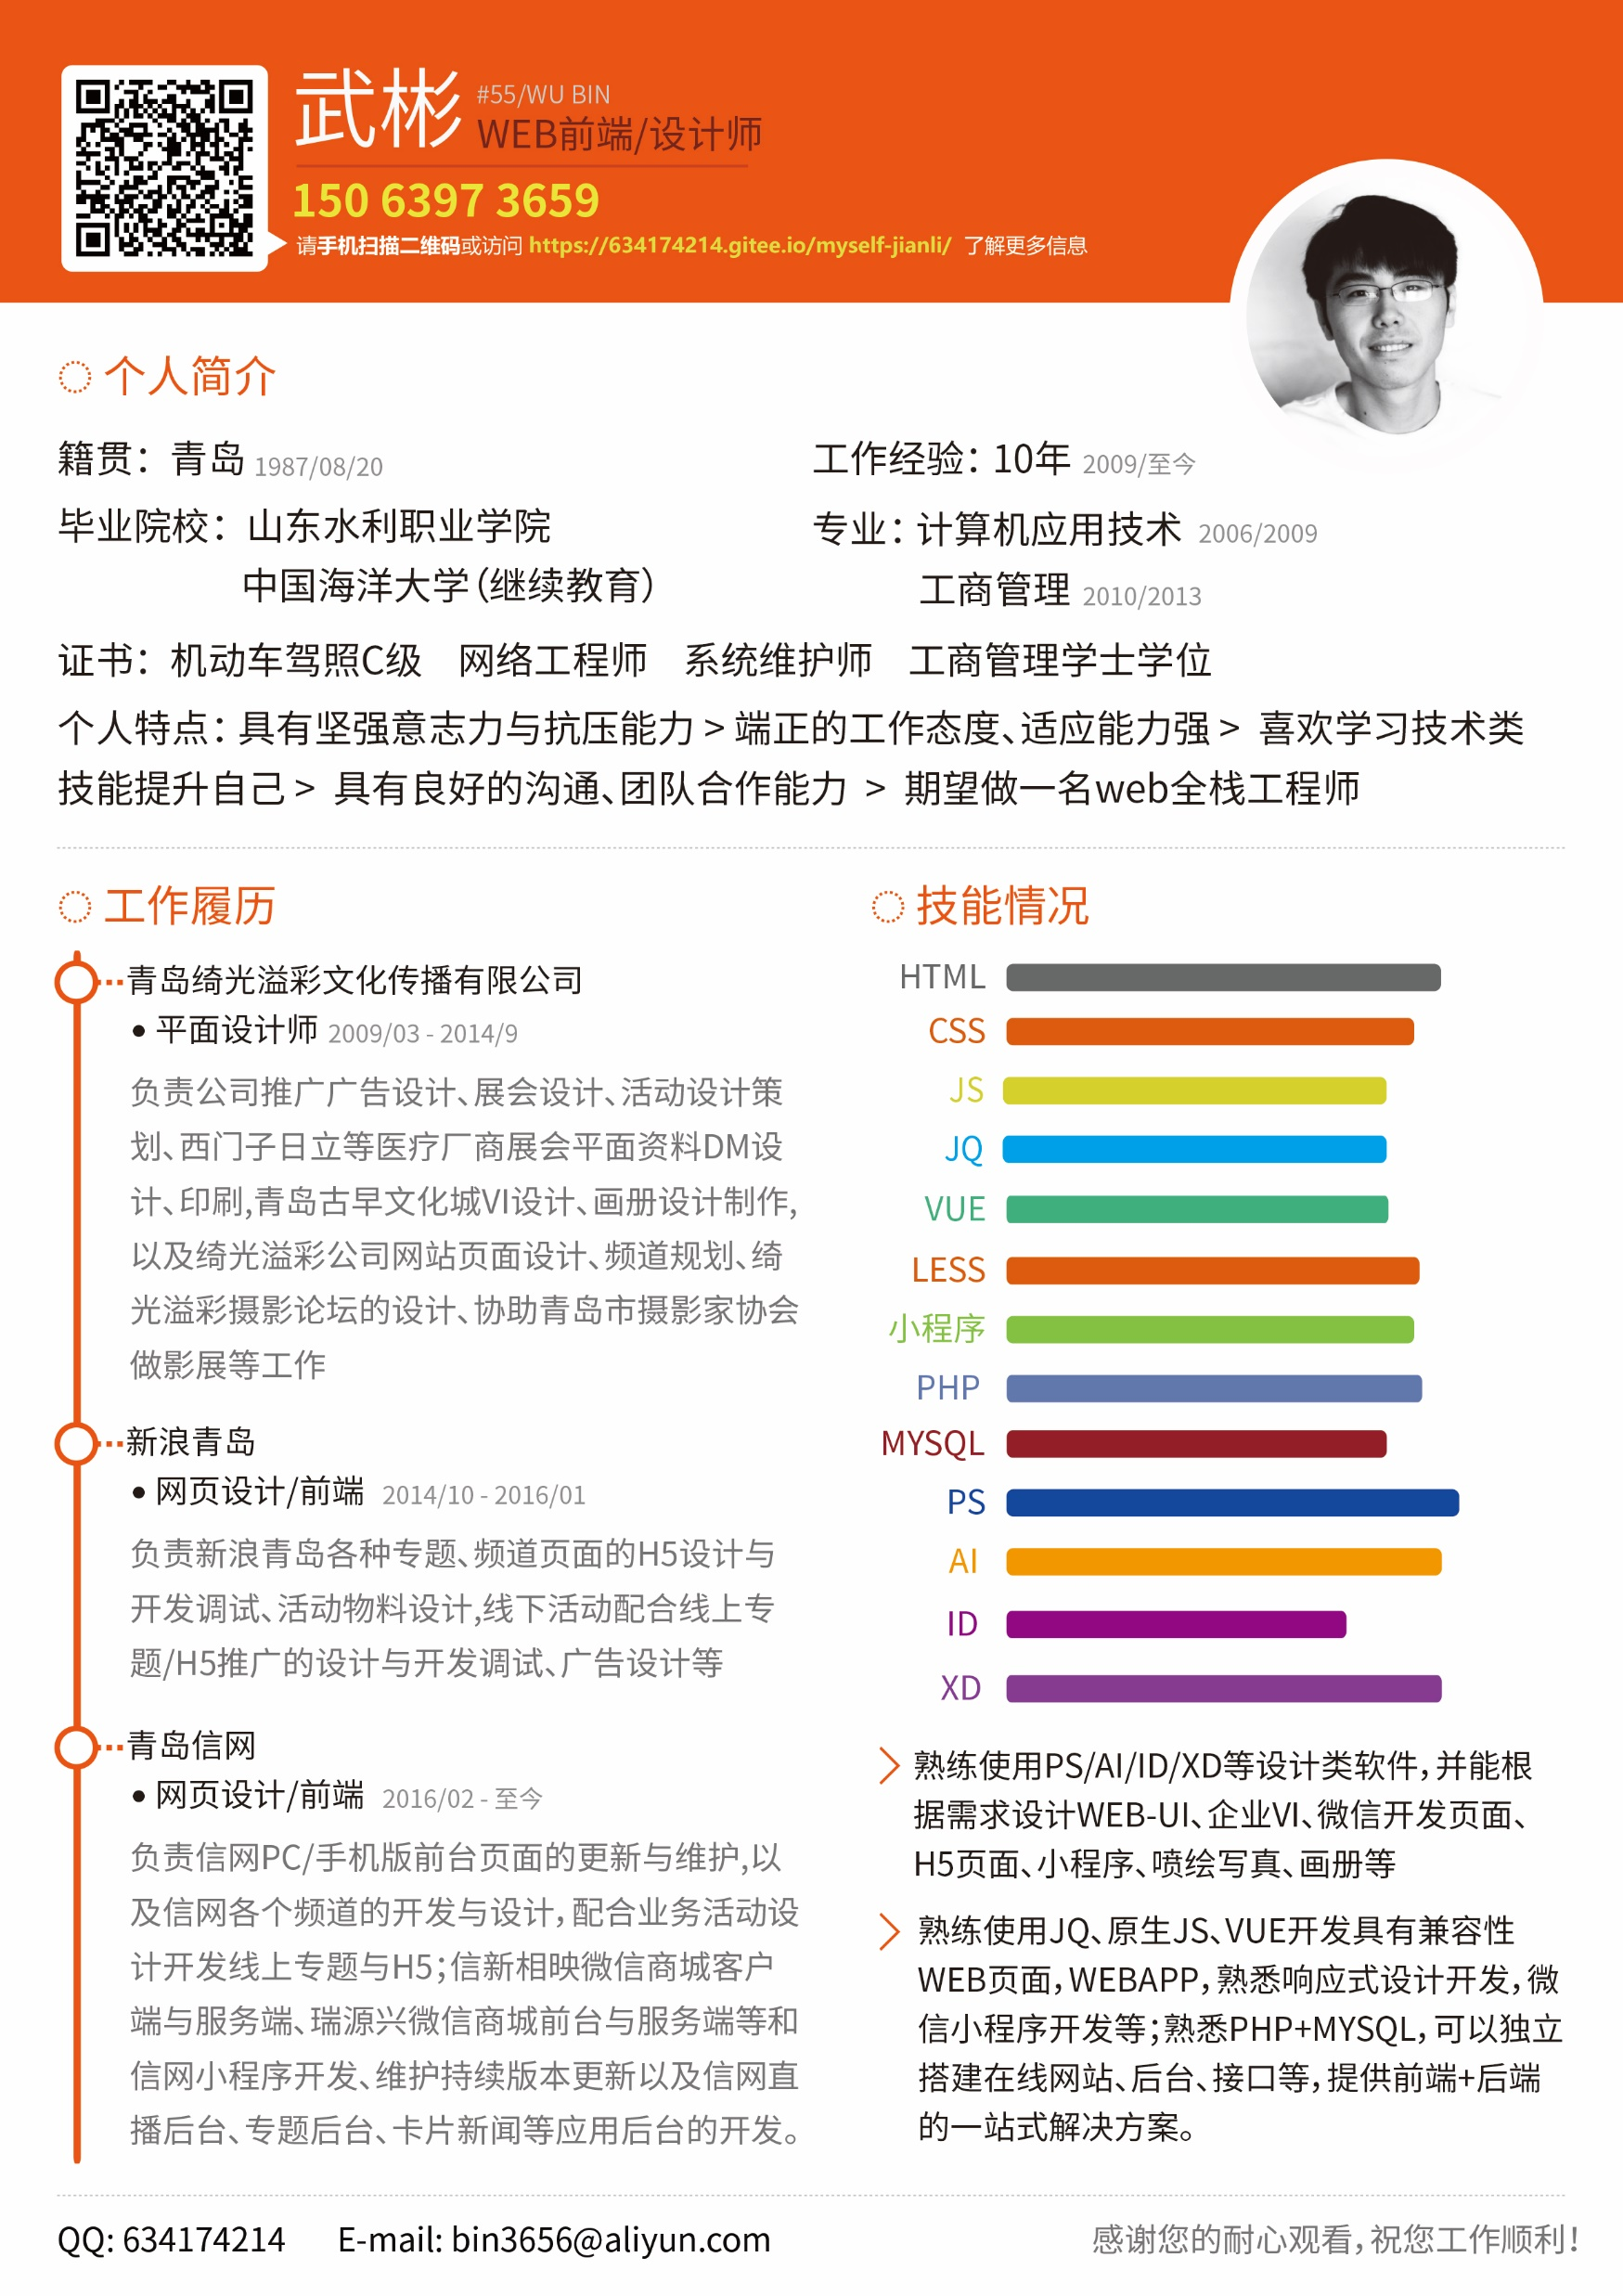 武彬
#55/WU BIN
WEB前端/设计师
150 6397 3659
请手机扫描二维码或访问 https://634174214.gitee.io/myself-jianli/ 了解更多信息
个人简介
籍贯：青岛 1987/08/20
工作经验：10年 2009/至今
毕业院校：山东水利职业学院
专业：计算机应用技术 2006/2009
中国海洋大学（继续教育）
工商管理 2010/2013
证书：机动车驾照C级 网络工程师 系统维护师 工商管理学士学位
个人特点：具有坚强意志力与抗压能力 > 端正的工作态度、适应能力强 > 喜欢学习技术类
技能提升自己 > 具有良好的沟通、团队合作能力 > 期望做一名web全栈工程师
工作履历
青岛绮光溢彩文化传播有限公司
• 平面设计师 2009/03 - 2014/9
负责公司推广广告设计、展会设计、活动设计策
划、西门子日立等医疗厂商展会平面资料DM设
计、印刷,青岛古早文化城VI设计、画册设计制作,
以及绮光溢彩公司网站页面设计、频道规划、绮
光溢彩摄影论坛的设计、协助青岛市摄影家协会
做影展等工作
新浪青岛
• 网页设计/前端 2014/10 - 2016/01
负责新浪青岛各种专题、频道页面的H5设计与
开发调试、活动物料设计,线下活动配合线上专
题/H5推广的设计与开发调试、广告设计等
青岛信网
• 网页设计/前端 2016/02 - 至今
负责信网PC/手机版前台页面的更新与维护,以
及信网各个频道的开发与设计，配合业务活动设
计开发线上专题与H5；信新相映微信商城客户
端与服务端、瑞源兴微信商城前台与服务端等和
信网小程序开发、维护持续版本更新以及信网直
播后台、专题后台、卡片新闻等应用后台的开发。
技能情况
HTML
CSS
JS
JQ
VUE
LESS
小程序
PHP
MYSQL
PS
AI
ID
XD
熟练使用PS/AI/ID/XD等设计类软件，并能根
据需求设计WEB-UI、企业VI、微信开发页面、
H5页面、小程序、喷绘写真、画册等
熟练使用JQ、原生JS、VUE开发具有兼容性
WEB页面，WEBAPP，熟悉响应式设计开发，微
信小程序开发等；熟悉PHP+MYSQL，可以独立
搭建在线网站、后台、接口等，提供前端+后端
的一站式解决方案。
QQ: 634174214 E-mail: bin3656@aliyun.com
感谢您的耐心观看，祝您工作顺利！